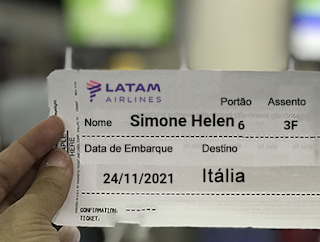 LATAM
AIRLINES
Portão Assento
Nome Simone Helen 6 3F
Data de Embarque Destino
24/11/2021 Itália
CONFIRMATION:
TICKET:
HERE